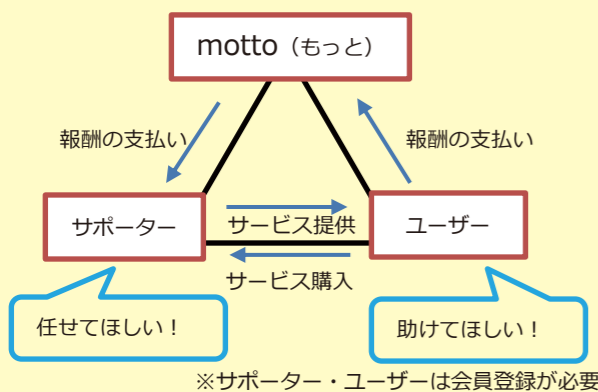 motto（もっと）
報酬の支払い
報酬の支払い
サポーター
サービス提供
ユーザー
サービス購入
任せてほしい！
助けてほしい！
※サポーター・ユーザーは会員登録が必要